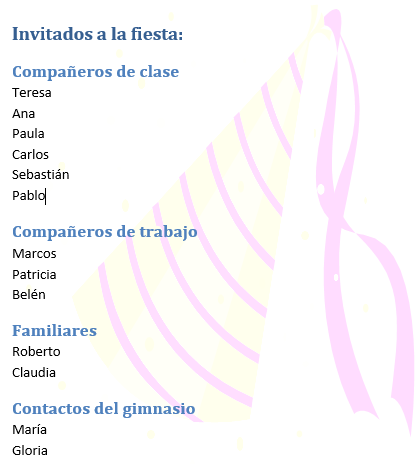 Invitados a la fiesta:
Compañeros de clase
Teresa
Ana
Paula
Carlos
Sebastián
Pablo
Compañeros de trabajo
Marcos
Patricia
Belén
Familiares
Roberto
Claudia
Contactos del gimnasio
María
Gloria